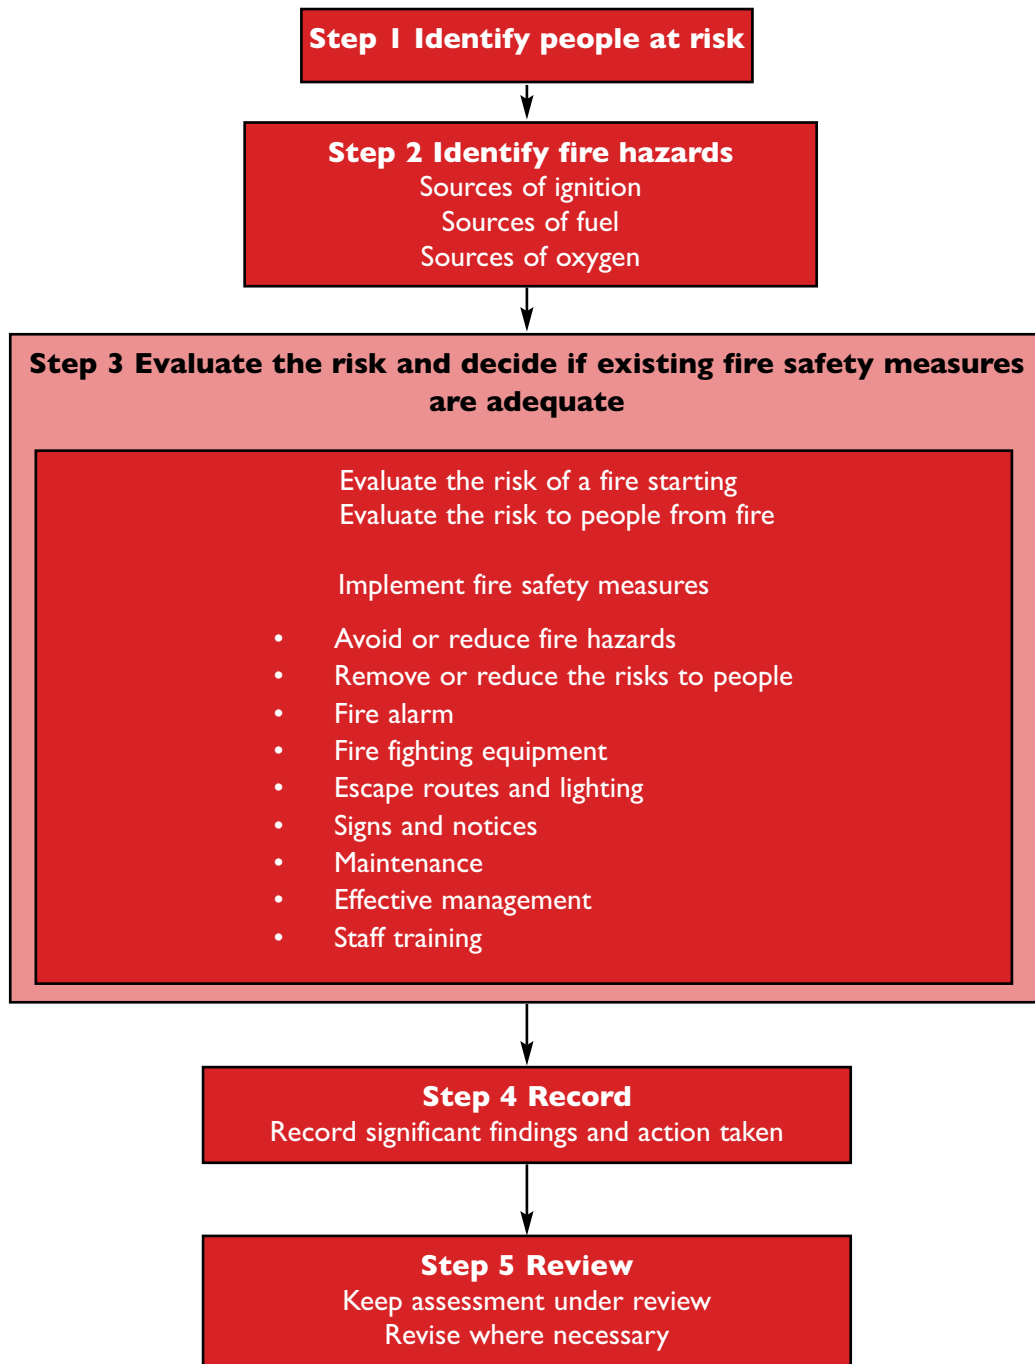 Step 1 Identify people at risk
Step 2 Identify fire hazards
Sources of ignition
Sources of fuel
Sources of oxygen
Step 3 Evaluate the risk and decide if existing fire safety measures
are adequate
Evaluate the risk of a fire starting
Evaluate the risk to people from fire
Implement fire safety measures
• Avoid or reduce fire hazards
• Remove or reduce the risks to people
• Fire alarm
• Fire fighting equipment
• Escape routes and lighting
• Signs and notices
• Maintenance
• Effective management
• Staff training
Step 4 Record
Record significant findings and action taken
Step 5 Review
Keep assessment under review
Revise where necessary